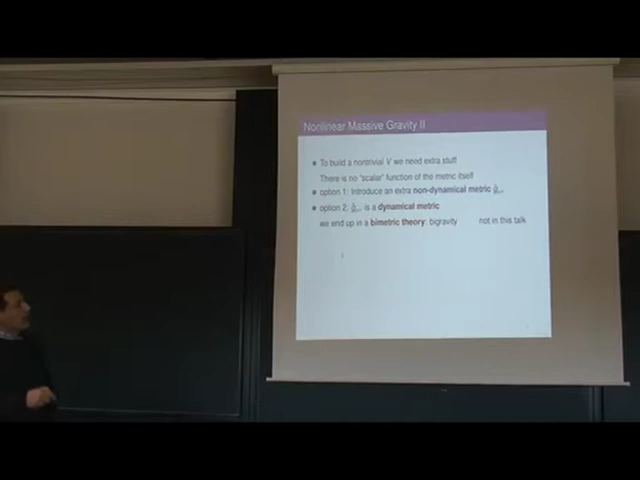 Nonlinear Massive Gravity II
To build a nontrivial V we need extra stuff
There is no "scalar" function of the metric itself
option 1: Introduce an extra non-dynamical metric
option 2: is a dynamical metric
we end up in a bimetric theory: bigravity not in this talk